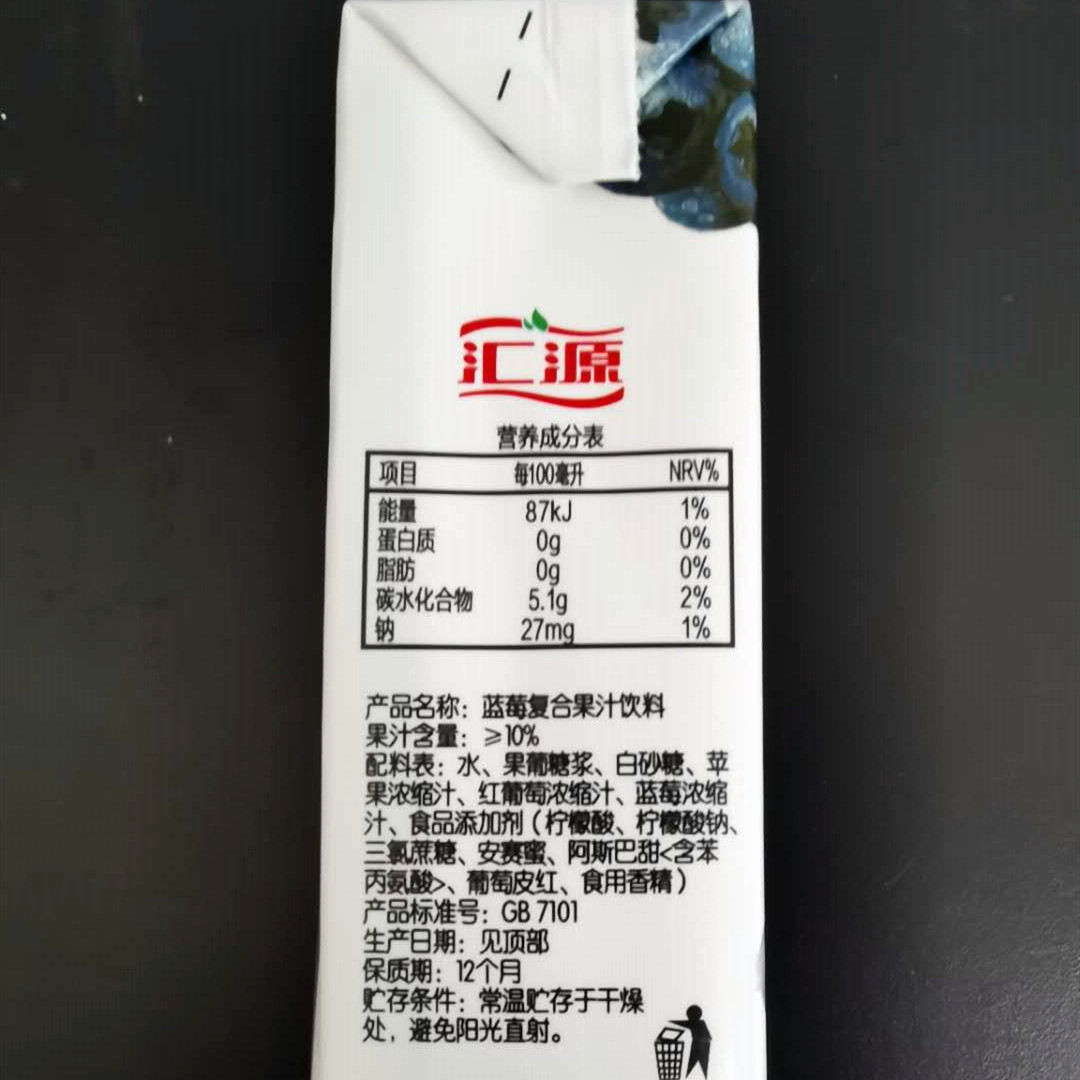 汇源
营养成分表
项目 每100毫升 NRV%
能量 87kJ 1%
蛋白质 0g 0%
脂肪 0g 0%
碳水化合物 5.1g 2%
钠 27mg 1%
产品名称：蓝莓复合果汁饮料
果汁含量：≥10%
配料表：水、果葡糖浆、白砂糖、苹
果浓缩汁、红葡萄浓缩汁、蓝莓浓缩
汁、食品添加剂（柠檬酸、柠檬酸钠、
三氯蔗糖、安赛蜜、阿斯巴甜<含苯
丙氨酸>、葡萄皮红、食用香精）
产品标准号：GB 7101
生产日期：见顶部
保质期：12个月
贮存条件：常温贮存于干燥
处，避免阳光直射。